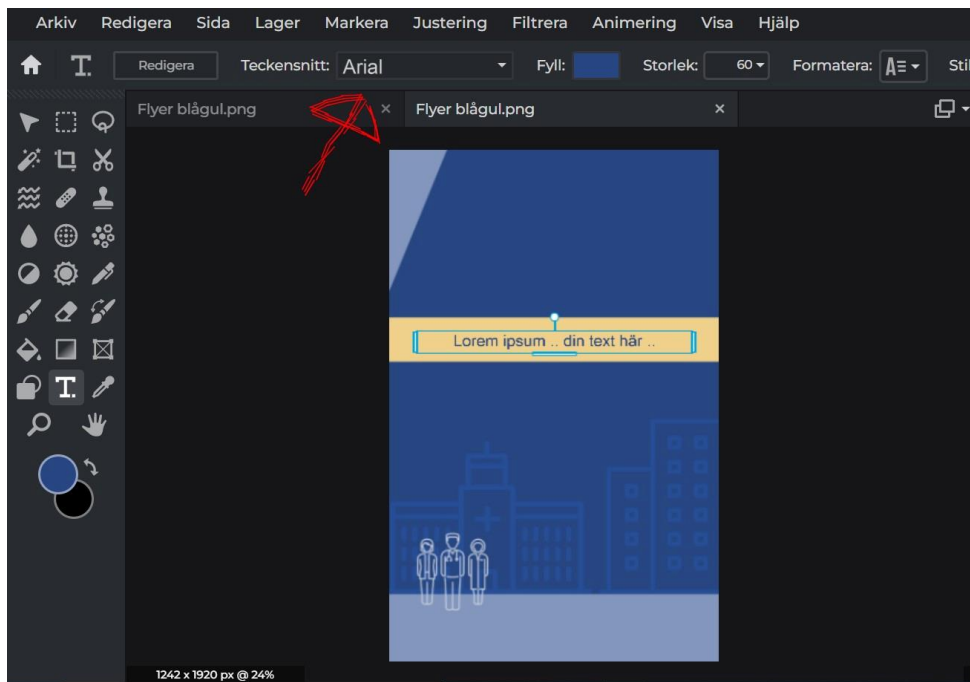 Arkiv Redigera Sida Lager Markera Justering Filtrera Animering Visa Hjälp
T. Redigera Teckensnitt: Arial Fyll: Storlek: 60 Formatera: A
Flyer blågul.png × Flyer blågul.png ×
Lorem ipsum .. din text här ..
T.
1242 x 1920 px @ 24%